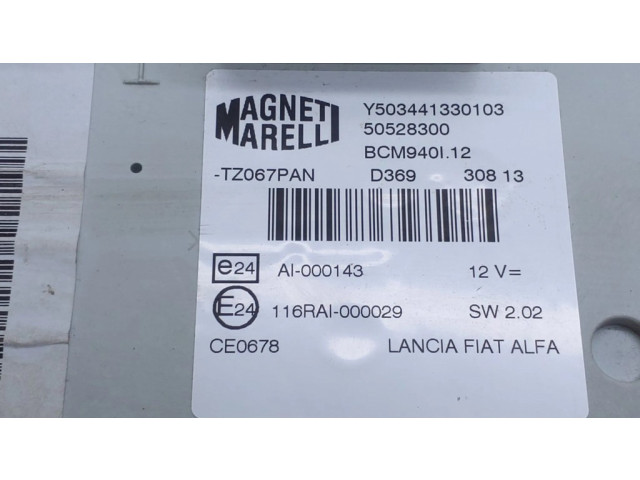 MAGNETI MARELLI
Y503441330103
50528300
BCM940I.12
-TZ067PAN D369 308 13
e24 AI-000143 12 V=
E24 116RAI-000029 SW 2.02
CE0678 LANCIA FIAT ALFA